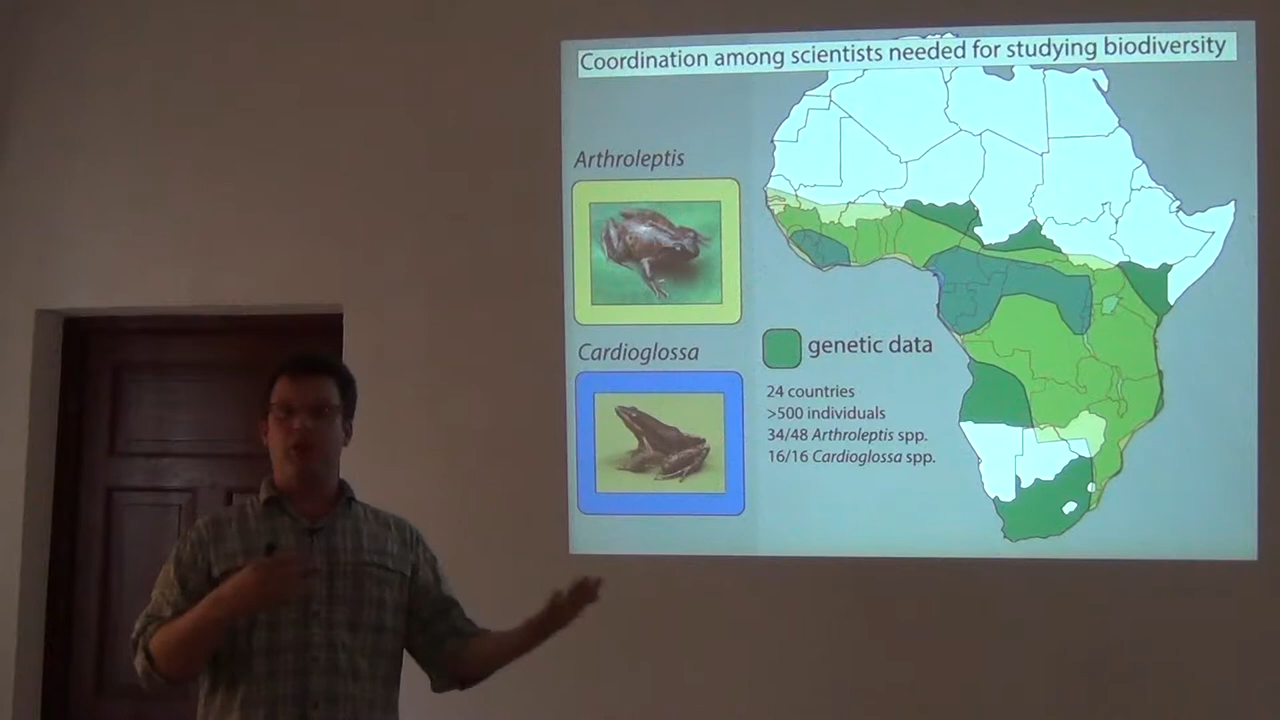 Coordination among scientists needed for studying biodiversity
Arthroleptis
Cardioglossa
genetic data
24 countries
>500 individuals
34/48 Arthroleptis spp.
16/16 Cardioglossa spp.